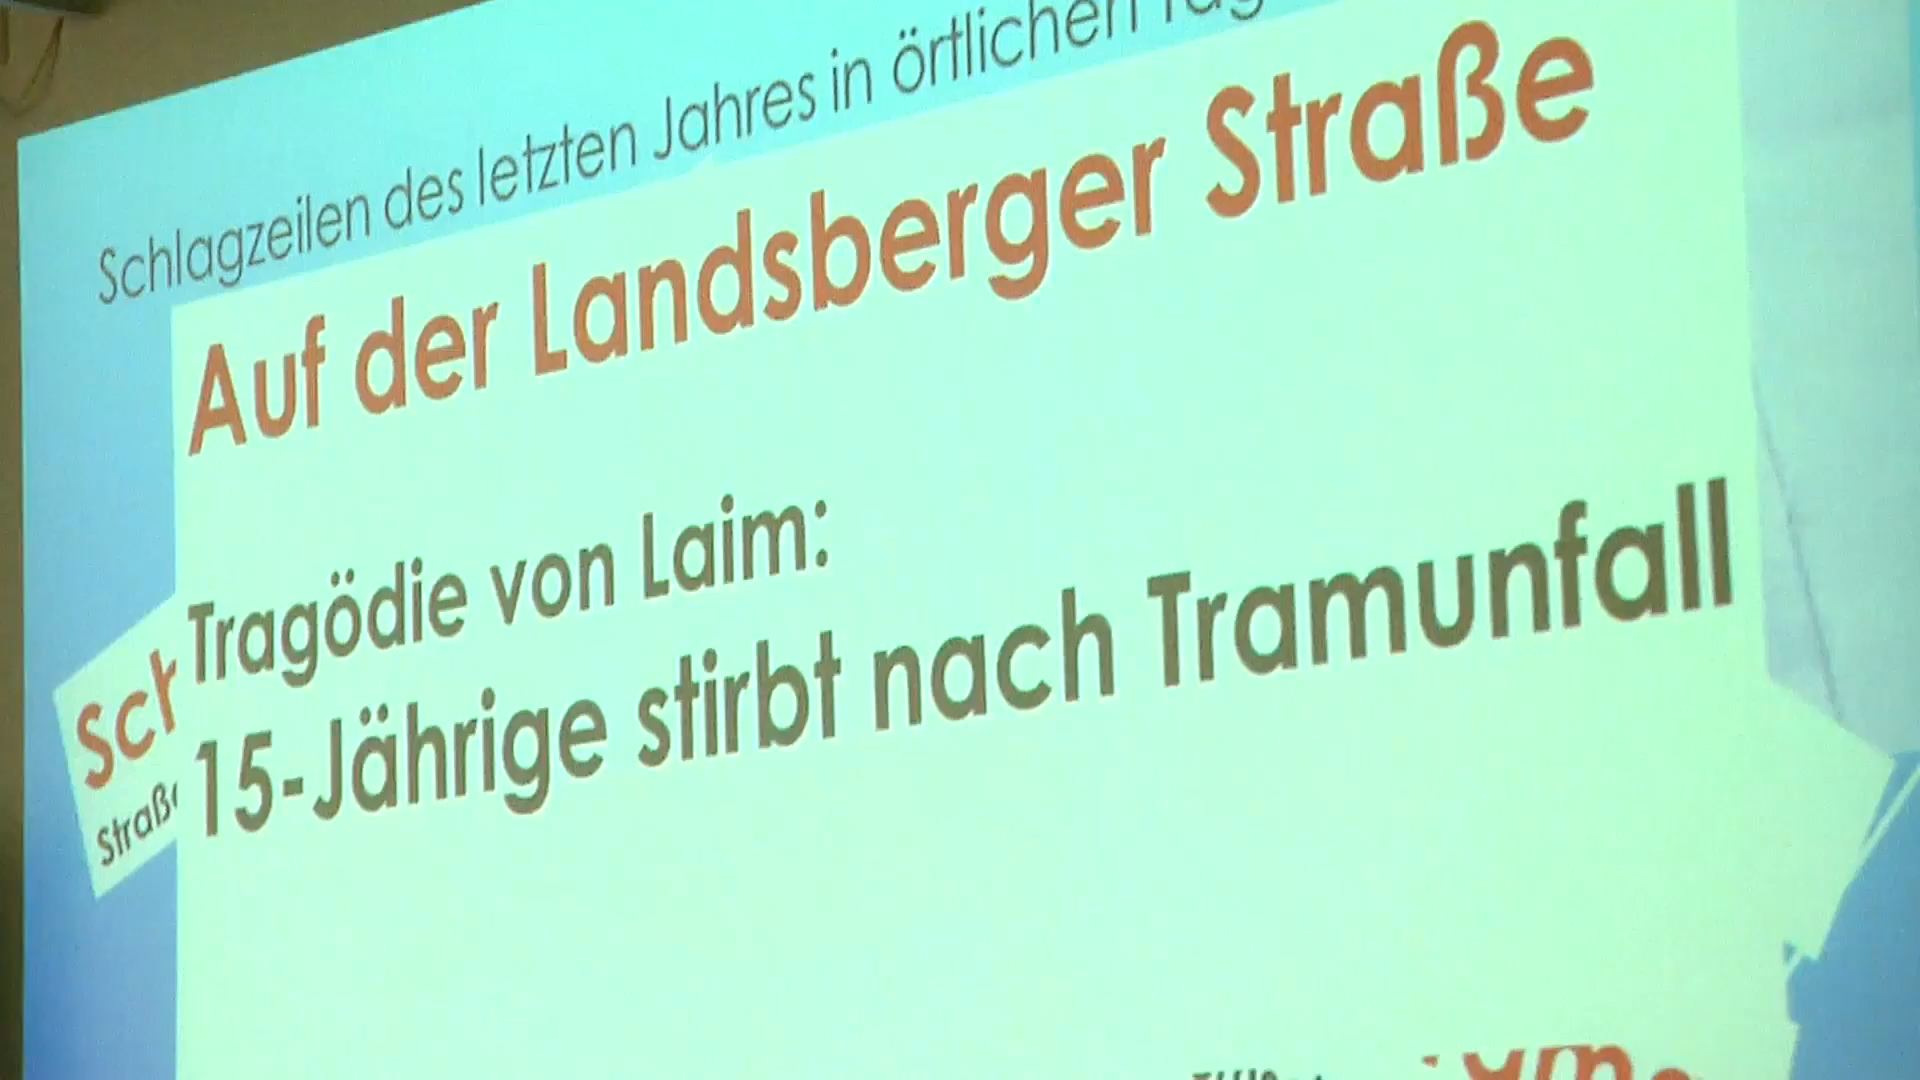 Schlagzeilen des letzten Jahres in örtlichen
Auf der Landsberger Straße
Tragödie von Laim:
15-Jährige stirbt nach Tramunfall